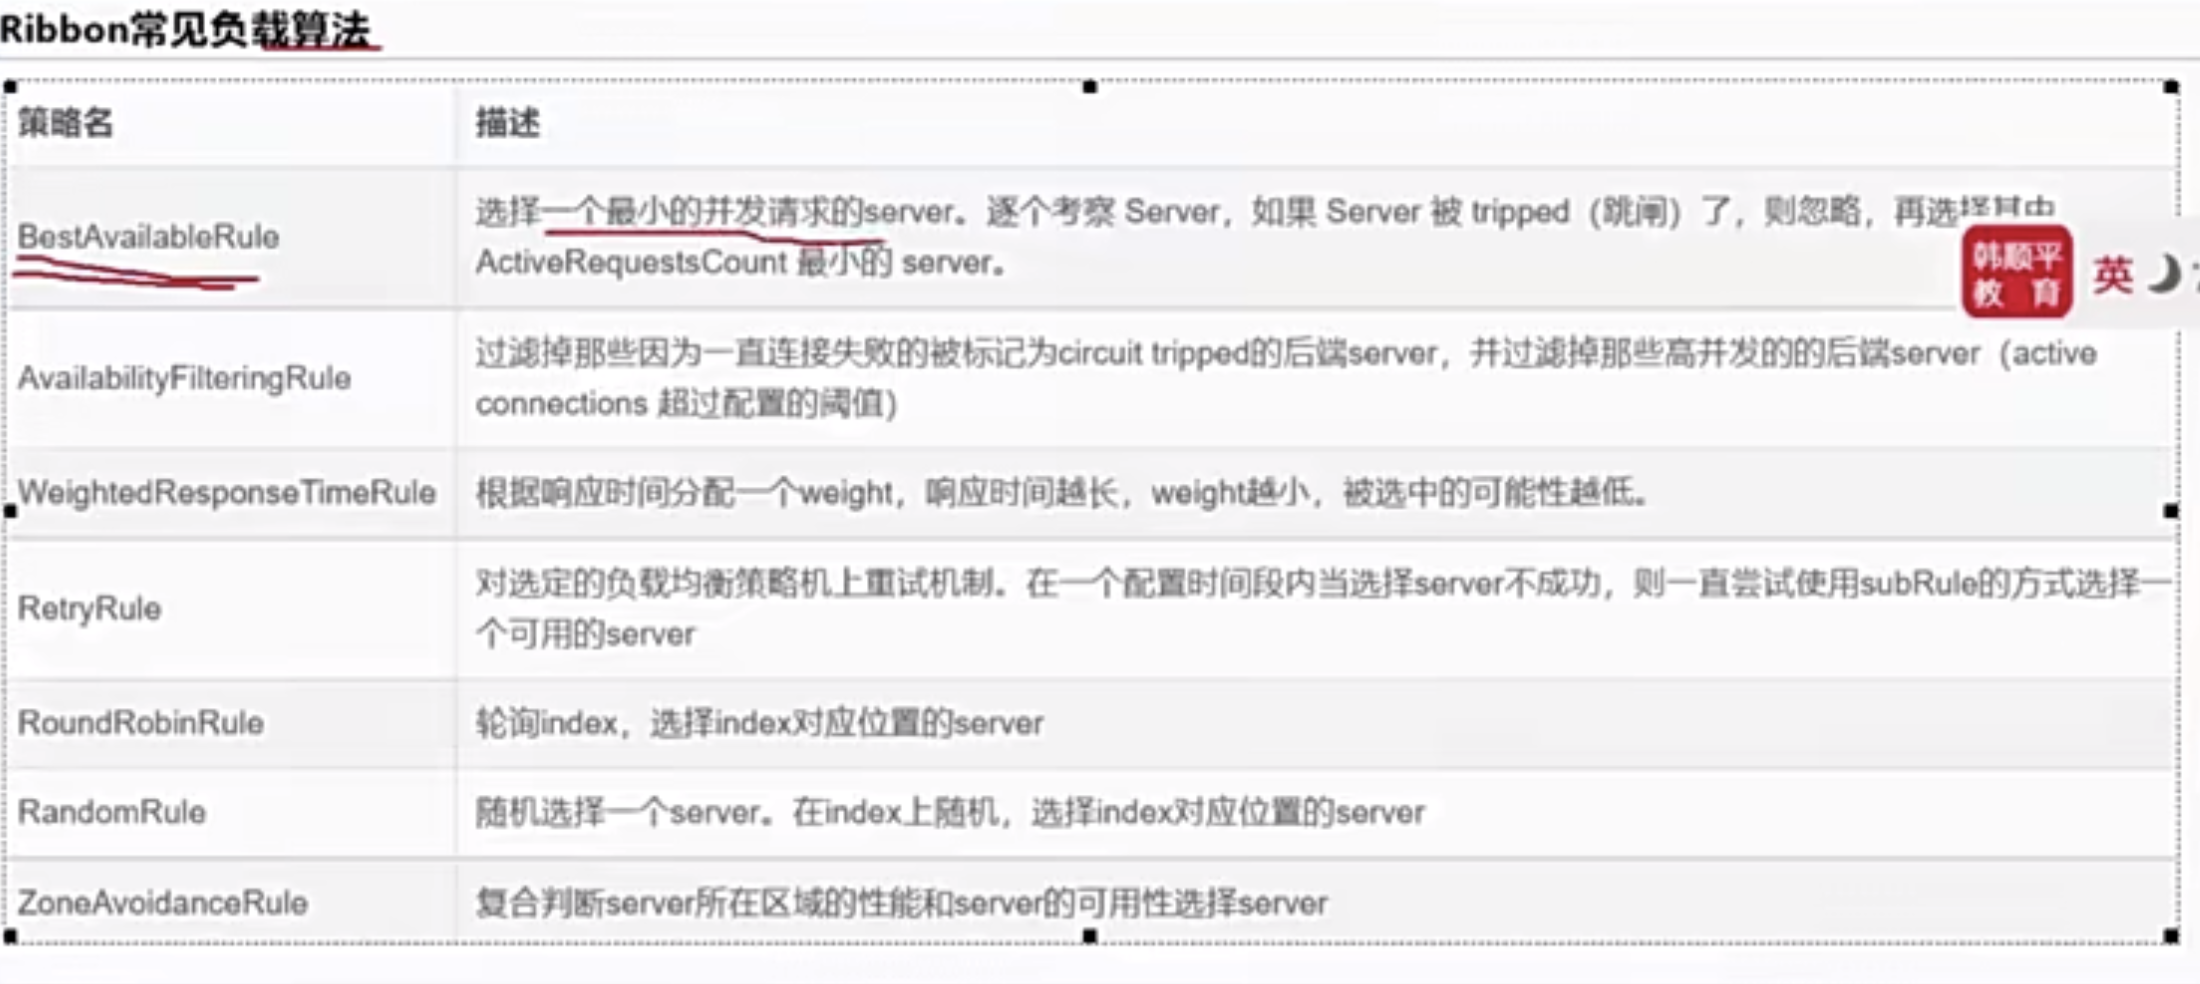 Ribbon常见负载算法
策略名
描述
BestAvailableRule
选择一个最小的并发请求的server。逐个考察 Server，如果 Server 被 tripped（跳闸）了，则忽略，再选择其中
ActiveRequestsCount 最小的 server。
韩顺平
教 育
英
AvailabilityFilteringRule
过滤掉那些因为一直连接失败的被标记为circuit tripped的后端server，并过滤掉那些高并发的的后端server（active
connections 超过配置的阈值）
WeightedResponseTimeRule
根据响应时间分配一个weight，响应时间越长，weight越小，被选中的可能性越低。
RetryRule
对选定的负载均衡策略机上重试机制。在一个配置时间段内当选择server不成功，则一直尝试使用subRule的方式选择一
个可用的server
RoundRobinRule
轮询index，选择index对应位置的server
RandomRule
随机选择一个server。在index上随机，选择index对应位置的server
ZoneAvoidanceRule
复合判断server所在区域的性能和server的可用性选择server